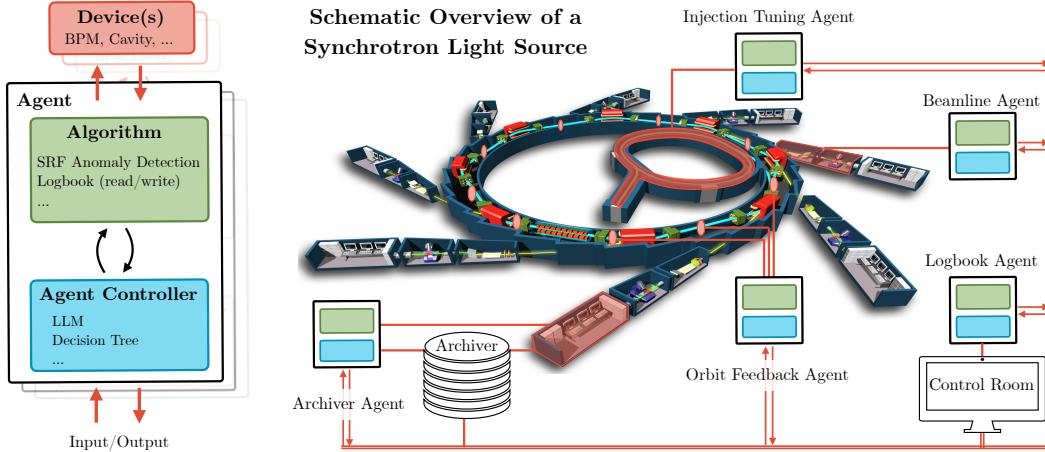 Device(s)
BPM, Cavity, ...
Agent
Algorithm
SRF Anomaly Detection
Logbook (read/write)
...
Agent Controller
LLM
Decision Tree
...
Input/Output
Schematic Overview of a
Synchrotron Light Source
Injection Tuning Agent
Beamline Agent
Logbook Agent
Control Room
Orbit Feedback Agent
Archiver
Archiver Agent